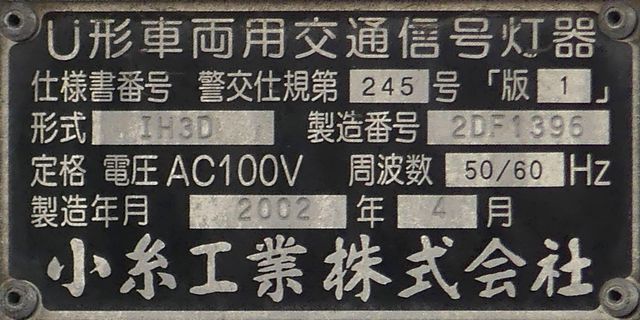 U形車両用交通信号灯器
仕様書番号 警交仕規第 245 号 「版 1 」
形式 IH3D 製造番号 2DF1396
定格 電圧 AC100V 周波数 50/60 Hz
製造年月 2002 年 4 月
小糸工業株式会社